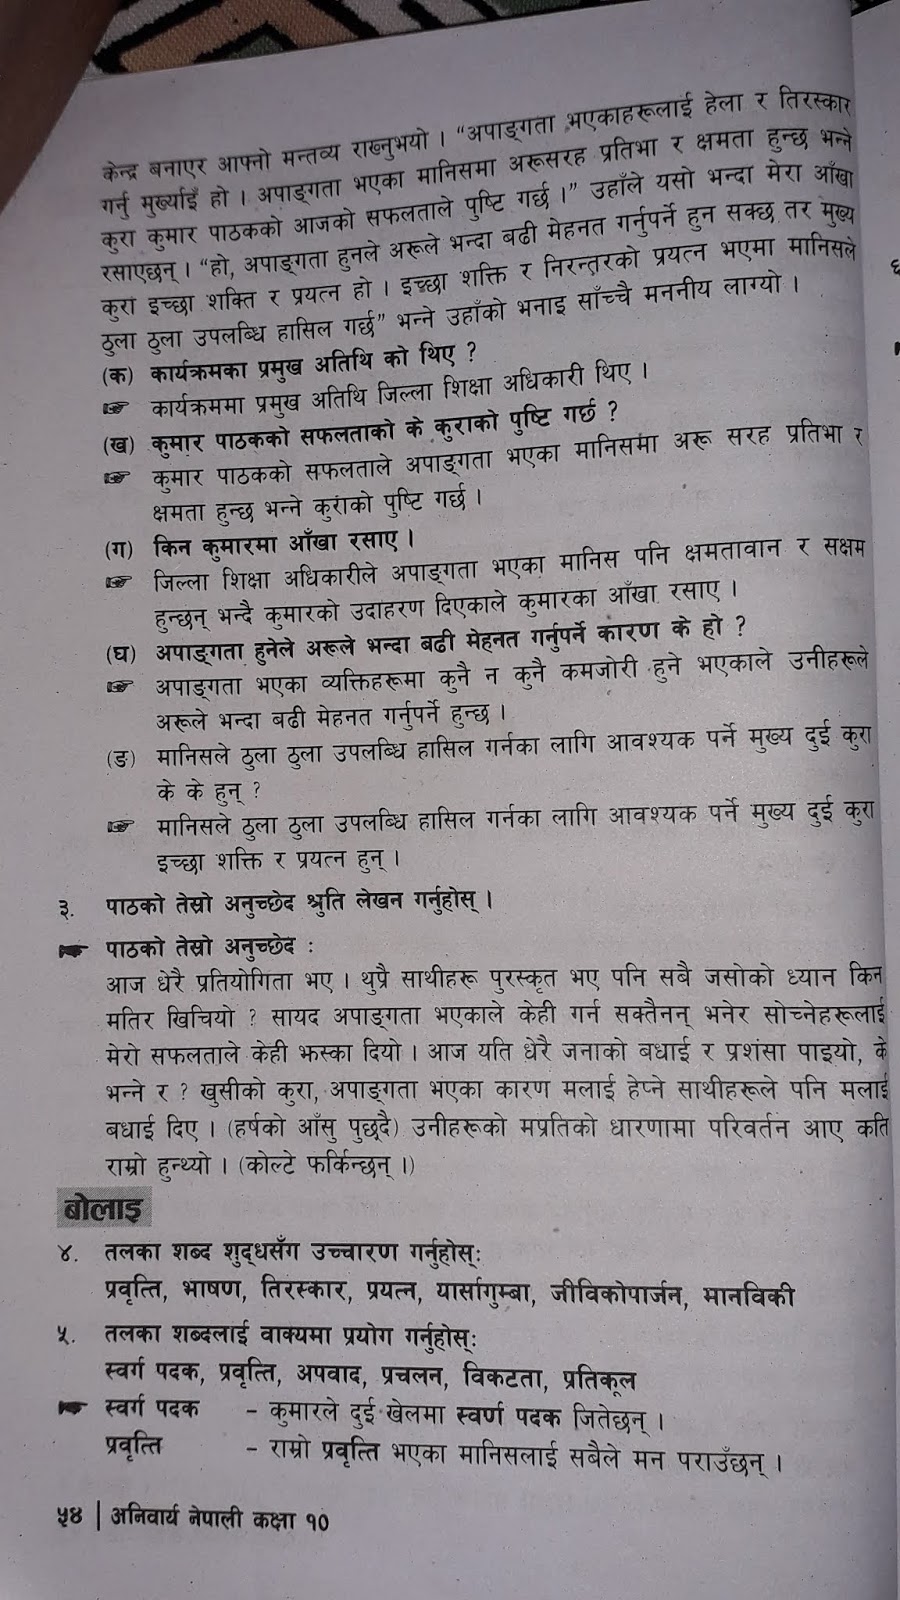 केन्द्र बनाएर आफ्नो मन्तव्य राख्नुभयो । “अपाङ्गता भएकाहरूलाई हेला र तिरस्कार
गर्नु मुर्ख्याइँ हो । अपाङ्गता भएका मानिसमा अरूसरह प्रतिभा र क्षमता हुन्छ भन्ने
कुरा कुमार पाठकको आजको सफलताले पुष्टि गर्छ ।” उहाँले यसो भन्दा मेरा आँखा
रसाएछन् । “हो, अपाङ्गता हुनले अरूले भन्दा बढी मेहनत गर्नुपर्ने हुन सक्छ तर मुख्य
कुरा इच्छा शक्ति र प्रयत्न हो । इच्छा शक्ति र निरन्तरको प्रयत्न भएमा मानिसले
ठुला ठुला उपलब्धि हासिल गर्छ” भन्ने उहाँको भनाइ साँच्चै मननीय लाग्यो ।
(क) कार्यक्रमका प्रमुख अतिथि को थिए ?
☞ कार्यक्रममा प्रमुख अतिथि जिल्ला शिक्षा अधिकारी थिए ।
(ख) कुमार पाठकको सफलताको के कुराको पुष्टि गर्छ ?
☞ कुमार पाठकको सफलताले अपाङ्गता भएका मानिसमा अरू सरह प्रतिभा र
क्षमता हुन्छ भन्ने कुराको पुष्टि गर्छ ।
(ग) किन कुमारमा आँखा रसाए ।
☞ जिल्ला शिक्षा अधिकारीले अपाङ्गता भएका मानिस पनि क्षमतावान र सक्षम
हुन्छन् भन्दै कुमारको उदाहरण दिएकाले कुमारका आँखा रसाए ।
(घ) अपाङ्गता हुनेले अरूले भन्दा बढी मेहनत गर्नुपर्ने कारण के हो ?
☞ अपाङ्गता भएका व्यक्तिहरूमा कुनै न कुनै कमजोरी हुने भएकाले उनीहरूले
अरूले भन्दा बढी मेहनत गर्नुपर्ने हुन्छ ।
(ङ) मानिसले ठुला ठुला उपलब्धि हासिल गर्नका लागि आवश्यक पर्ने मुख्य दुई कुरा
के के हुन् ?
☞ मानिसले ठुला ठुला उपलब्धि हासिल गर्नका लागि आवश्यक पर्ने मुख्य दुई कुरा
इच्छा शक्ति र प्रयत्न हुन् ।
३. पाठको तेस्रो अनुच्छेद श्रुति लेखन गर्नुहोस् ।
☛ पाठको तेस्रो अनुच्छेद :
आज धेरै प्रतियोगिता भए । थुप्रै साथीहरू पुरस्कृत भए पनि सबै जसोको ध्यान किन
मतिर खिचियो ? सायद अपाङ्गता भएकाले केही गर्न सक्तैनन् भनेर सोच्नेहरूलाई
मेरो सफलताले केही झस्का दियो । आज यति धेरै जनाको बधाई र प्रशंसा पाइयो, के
भन्ने र ? खुसीको कुरा, अपाङ्गता भएका कारण मलाई हेप्ने साथीहरूले पनि मलाई
बधाई दिए । (हर्षको आँसु पुछ्दै) उनीहरूको मप्रतिको धारणामा परिवर्तन आए कति
राम्रो हुन्थ्यो । (कोल्टे फर्किन्छन् ।)
बोलाइ
४. तलका शब्द शुद्धसँग उच्चारण गर्नुहोस्ः
प्रवृत्ति, भाषण, तिरस्कार, प्रयत्न, यार्सागुम्बा, जीविकोपार्जन, मानविकी
५. तलका शब्दलाई वाक्यमा प्रयोग गर्नुहोस्ः
स्वर्ग पदक, प्रवृत्ति, अपवाद, प्रचलन, विकटता, प्रतिकूल
☛ स्वर्ग पदक - कुमारले दुई खेलमा स्वर्ण पदक जितेछन् ।
प्रवृत्ति - राम्रो प्रवृत्ति भएका मानिसलाई सबैले मन पराउँछन् ।
५४ | अनिवार्य नेपाली कक्षा १०